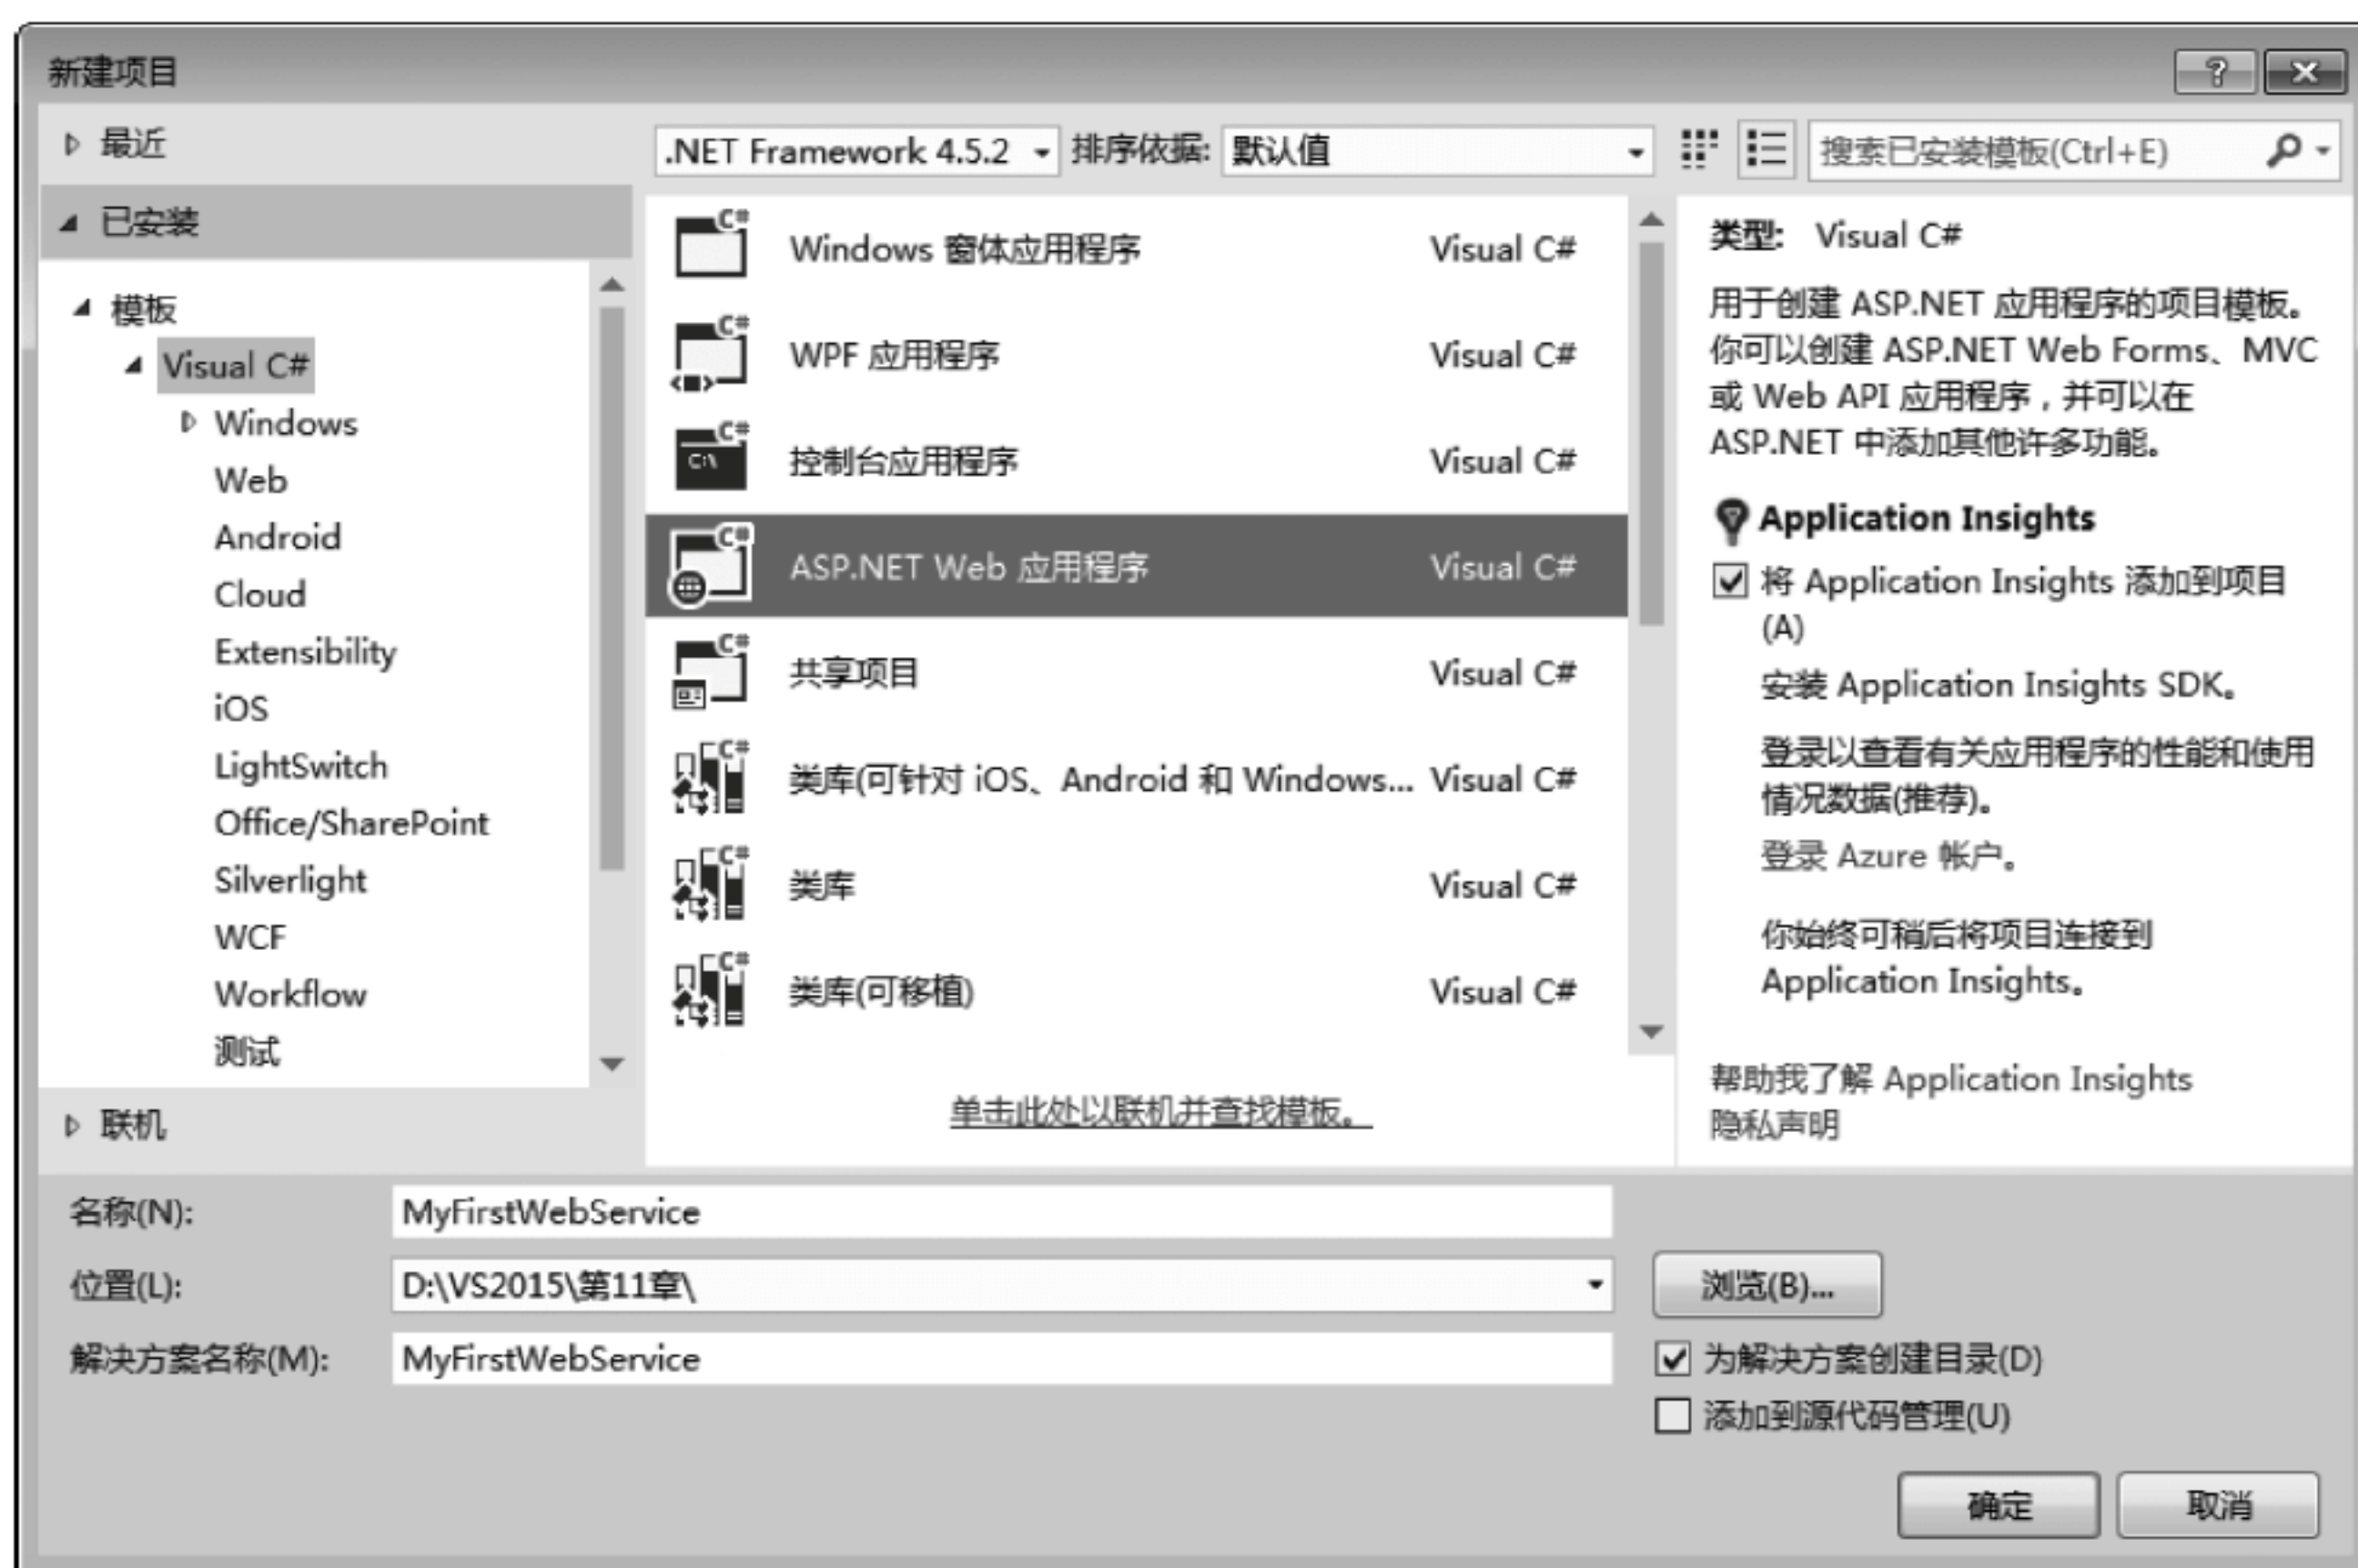 新建项目
最近
.NET Framework 4.5.2 排序依据: 默认值 搜索已安装模板(Ctrl+E)
已安装
模板
Visual C#
Windows
Web
Android
Cloud
Extensibility
iOS
LightSwitch
Office/SharePoint
Silverlight
WCF
Workflow
测试
联机
Windows 窗体应用程序 Visual C#
WPF 应用程序 Visual C#
控制台应用程序 Visual C#
ASP.NET Web 应用程序 Visual C#
共享项目 Visual C#
类库(可针对 iOS、Android 和 Windows... Visual C#
类库 Visual C#
类库(可移植) Visual C#
单击此处以联机并查找模板。
类型: Visual C#
用于创建 ASP.NET 应用程序的项目模板。
你可以创建 ASP.NET Web Forms、MVC
或 Web API 应用程序，并可以在
ASP.NET 中添加其他许多功能。
Application Insights
将 Application Insights 添加到项目
(A)
安装 Application Insights SDK。
登录以查看有关应用程序的性能和使用
情况数据(推荐)。
登录 Azure 帐户。
你始终可稍后将项目连接到
Application Insights。
帮助我了解 Application Insights
隐私声明
名称(N): MyFirstWebService
位置(L): D:\VS2015\第11章\ 浏览(B)...
解决方案名称(M): MyFirstWebService 为解决方案创建目录(D)
添加到源代码管理(U)
确定 取消